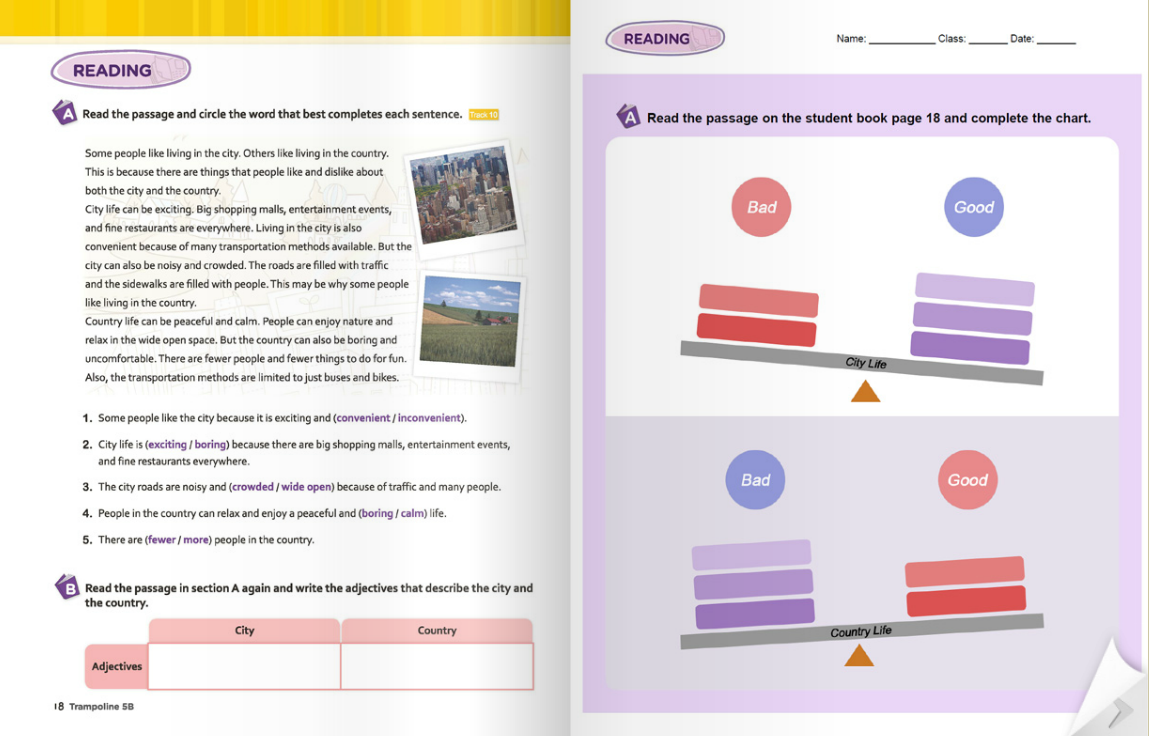 READING
A Read the passage and circle the word that best completes each sentence. Track 10
Some people like living in the city. Others like living in the country.
This is because there are things that people like and dislike about
both the city and the country.
City life can be exciting. Big shopping malls, entertainment events,
and fine restaurants are everywhere. Living in the city is also
convenient because of many transportation methods available. But the
city can also be noisy and crowded. The roads are filled with traffic
and the sidewalks are filled with people. This may be why some people
like living in the country.
Country life can be peaceful and calm. People can enjoy nature and
relax in the wide open space. But the country can also be boring and
uncomfortable. There are fewer people and fewer things to do for fun.
Also, the transportation methods are limited to just buses and bikes.
1. Some people like the city because it is exciting and (convenient / inconvenient).
2. City life is (exciting / boring) because there are big shopping malls, entertainment events,
and fine restaurants everywhere.
3. The city roads are noisy and (crowded / wide open) because of traffic and many people.
4. People in the country can relax and enjoy a peaceful and (boring / calm) life.
5. There are (fewer / more) people in the country.
B Read the passage in section A again and write the adjectives that describe the city and
the country.
City Country
Adjectives
18 Trampoline 5B
READING
Name: ________ Class: ______ Date: ______
A Read the passage on the student book page 18 and complete the chart.
Bad Good
City Life
Bad Good
Country Life